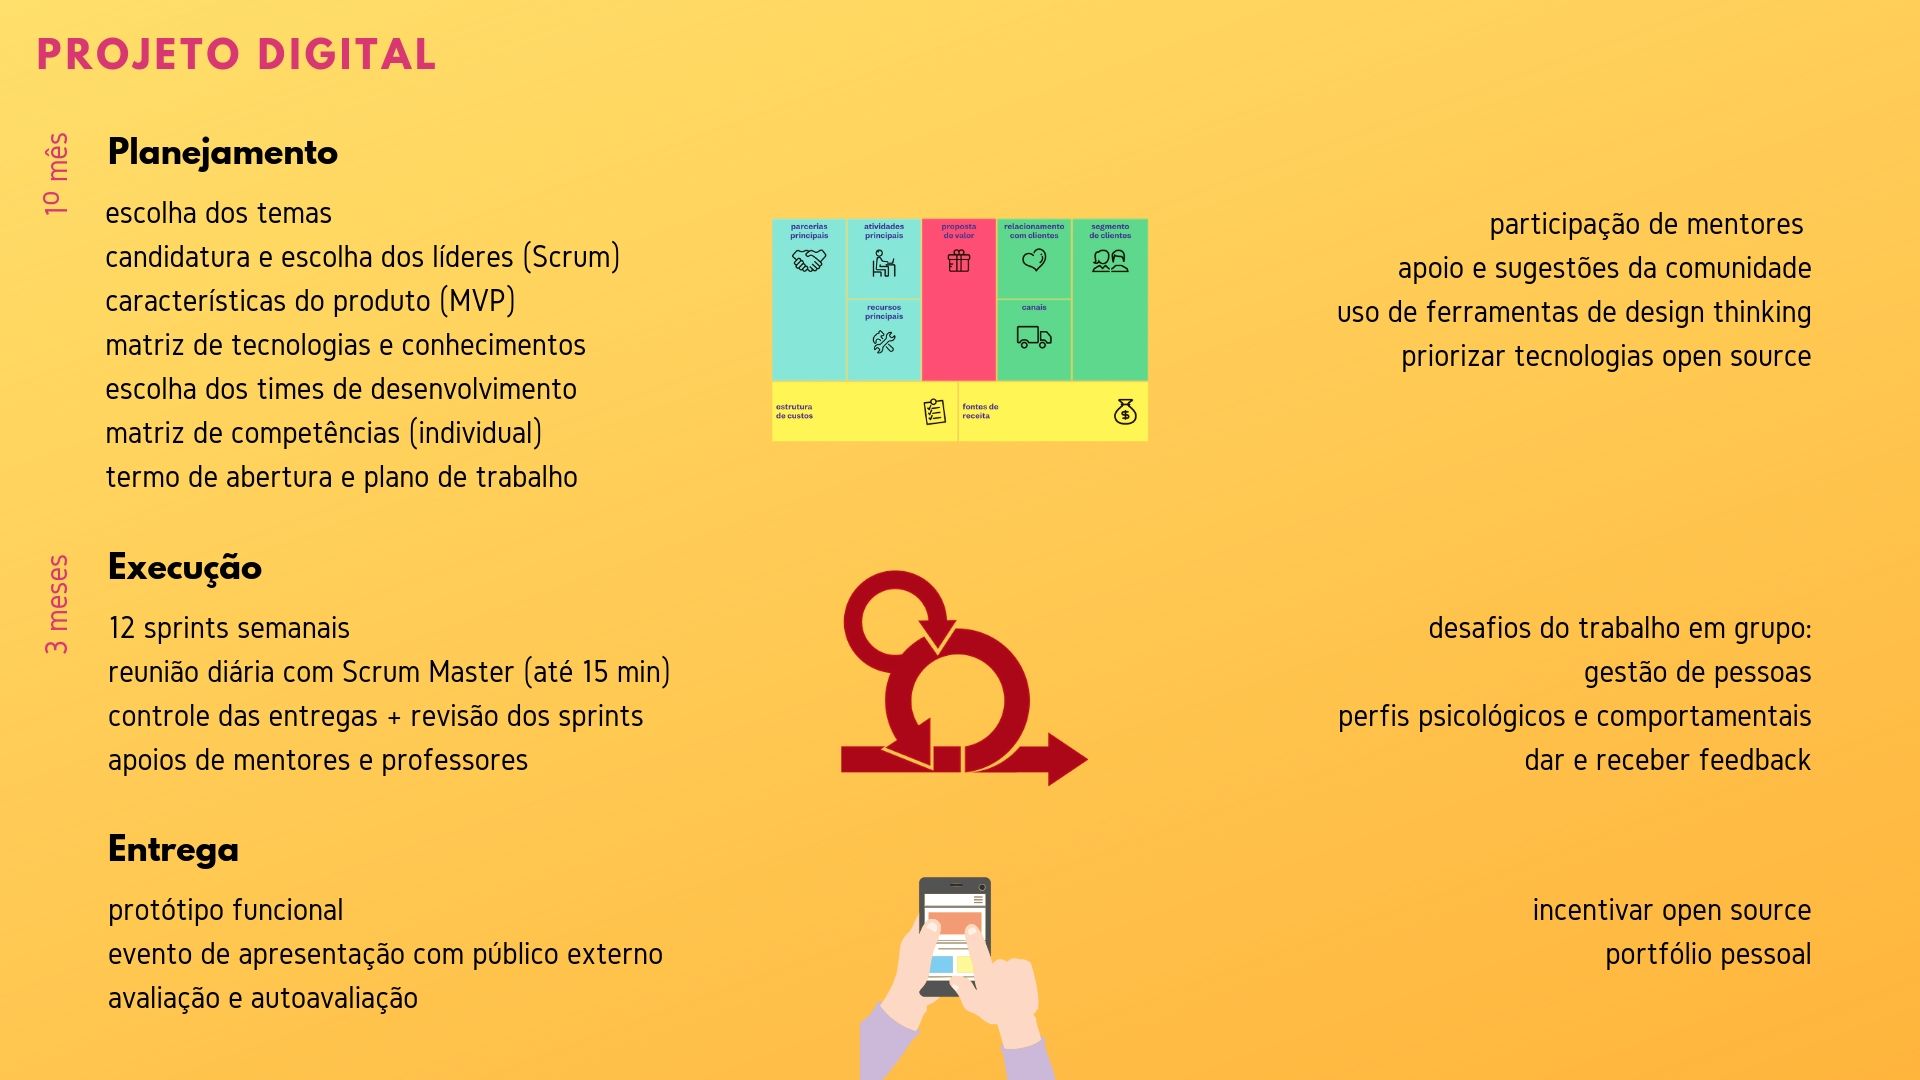 PROJETO DIGITAL
1º mês
Planejamento
escolha dos temas
candidatura e escolha dos líderes (Scrum)
características do produto (MVP)
matriz de tecnologias e conhecimentos
escolha dos times de desenvolvimento
matriz de competências (individual)
termo de abertura e plano de trabalho
parcerias
principais
atividades
principais
recursos
principais
proposta
de valor
relacionamento
com clientes
canais
segmento
de clientes
estrutura
de custos
fontes de
receita
$
participação de mentores
apoio e sugestões da comunidade
uso de ferramentas de design thinking
priorizar tecnologias open source
3 meses
Execução
12 sprints semanais
reunião diária com Scrum Master (até 15 min)
controle das entregas + revisão dos sprints
apoios de mentores e professores
desafios do trabalho em grupo:
gestão de pessoas
perfis psicológicos e comportamentais
dar e receber feedback
Entrega
protótipo funcional
evento de apresentação com público externo
avaliação e autoavaliação
incentivar open source
portfólio pessoal